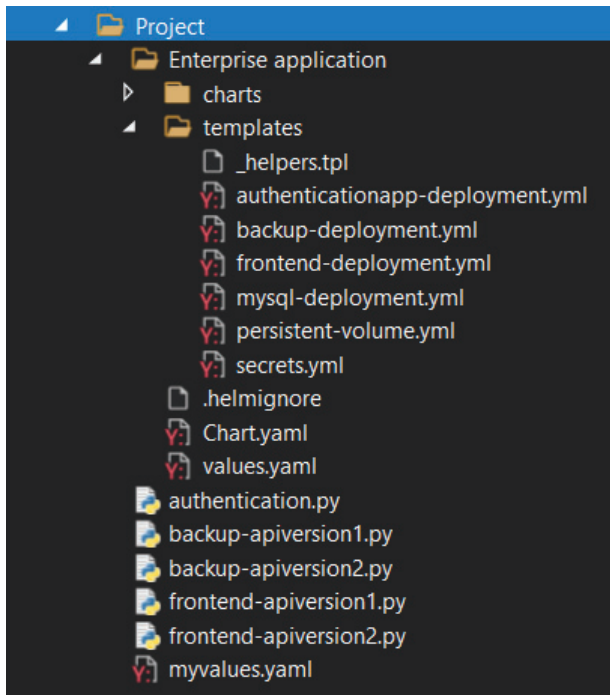 Project
Enterprise application
charts
templates
_helpers.tpl
authenticationapp-deployment.yml
backup-deployment.yml
frontend-deployment.yml
mysql-deployment.yml
persistent-volume.yml
secrets.yml
.helmignore
Chart.yaml
values.yaml
authentication.py
backup-apiversion1.py
backup-apiversion2.py
frontend-apiversion1.py
frontend-apiversion2.py
myvalues.yaml